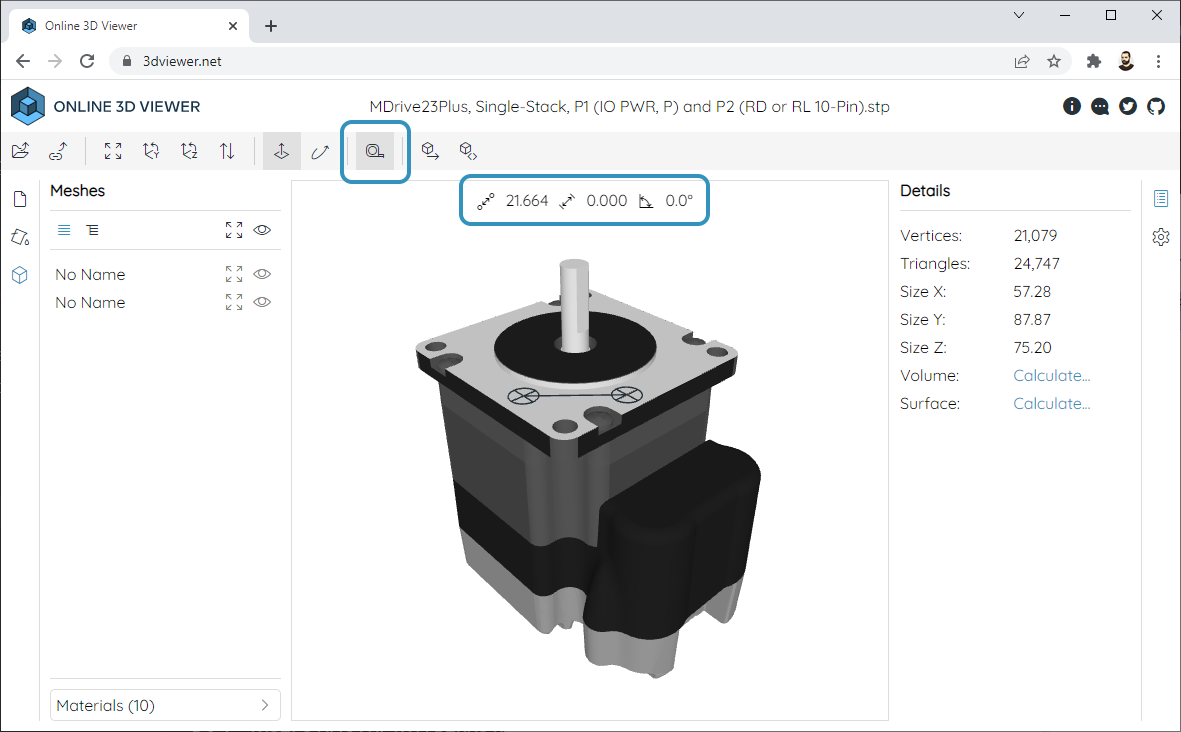 Online 3D Viewer
3dviewer.net
ONLINE 3D VIEWER
MDrive23Plus, Single-Stack, P1 (IO PWR, P) and P2 (RD or RL 10-Pin).stp
Meshes
No Name
No Name
Materials (10)
21.664 0.000 0.0°
Details
Vertices: 21,079
Triangles: 24,747
Size X: 57.28
Size Y: 87.87
Size Z: 75.20
Volume: Calculate...
Surface: Calculate...